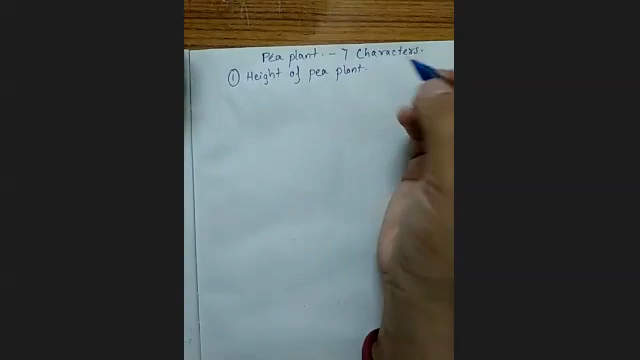 Pea plant. - 7 Characters.
① Height of pea plant.